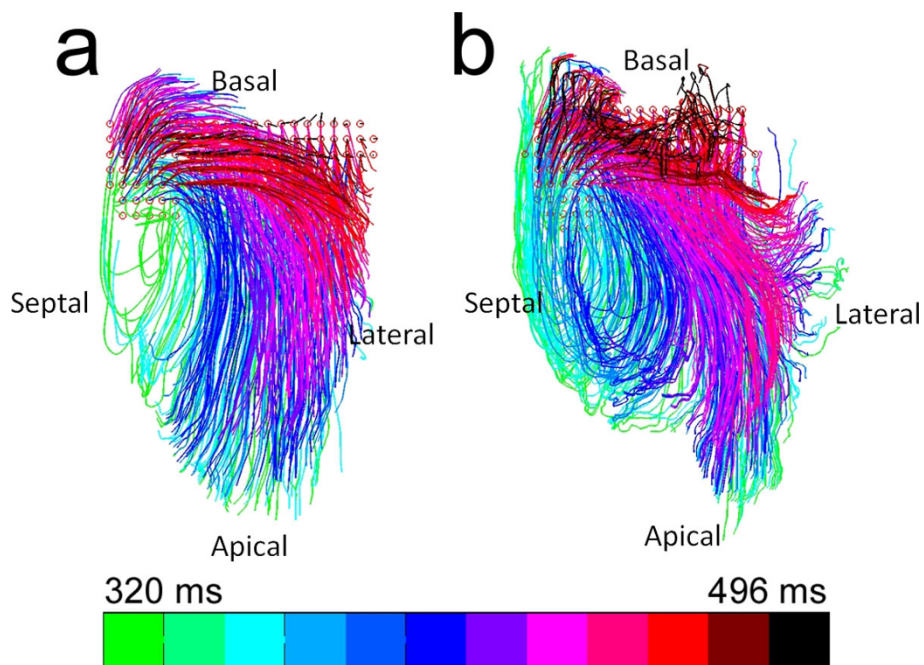 a
b
Basal
Basal
Septal
Lateral
Septal
Lateral
Apical
Apical
320 ms
496 ms